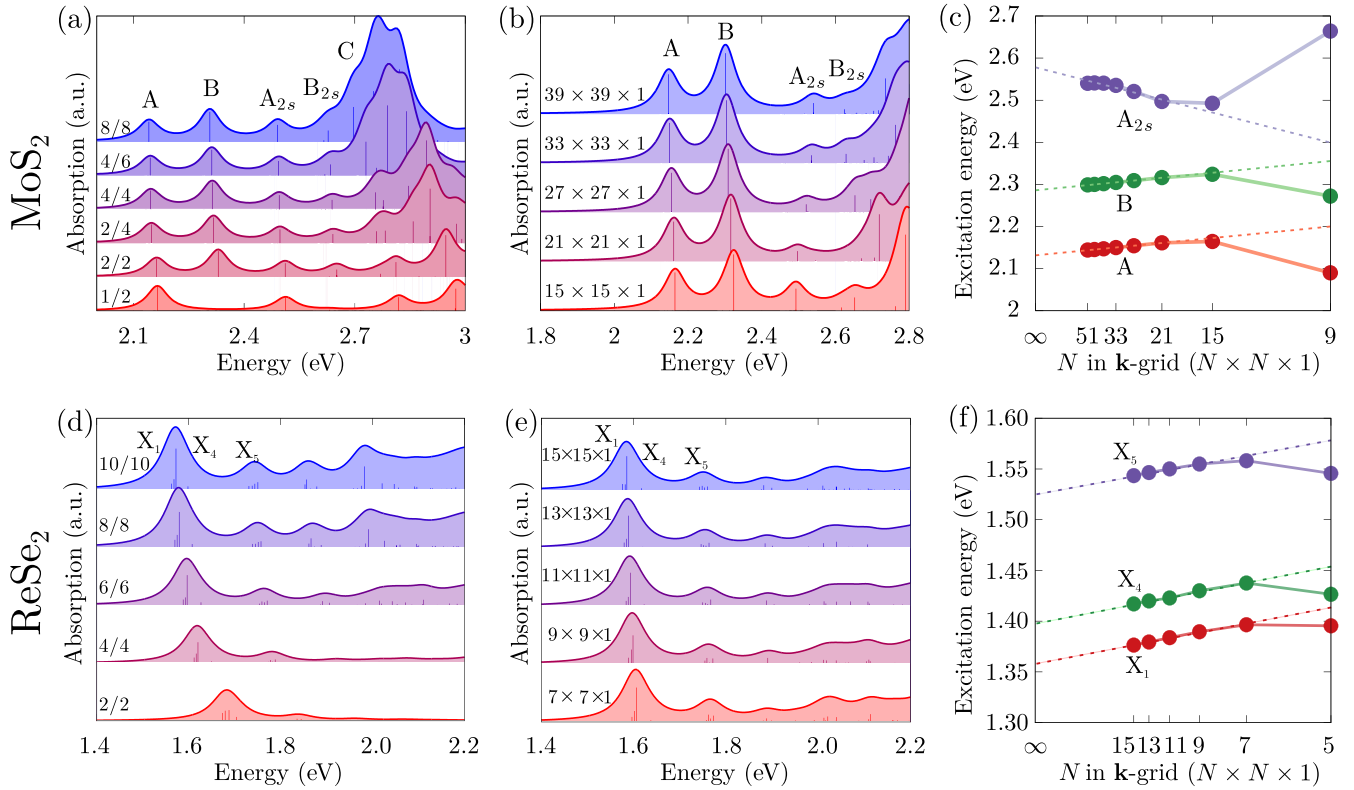 MoS2
(a)
Absorption (a.u.)
A
B
A2s
B2s
C
8/8
4/6
4/4
2/4
2/2
1/2
2.1 2.4 2.7 3
Energy (eV)
(b)
Absorption (a.u.)
A
B
A2s
B2s
39 × 39 × 1
33 × 33 × 1
27 × 27 × 1
21 × 21 × 1
15 × 15 × 1
1.8 2 2.2 2.4 2.6 2.8
Energy (eV)
(c)
Excitation energy (eV)
2.7
2.6
2.5
2.4
2.3
2.2
2.1
2
A2s
B
A
∞ 51 33 21 15 9
N in k-grid (N × N × 1)
ReSe2
(d)
Absorption (a.u.)
X1
X4
X5
10/10
8/8
6/6
4/4
2/2
1.4 1.6 1.8 2.0 2.2
Energy (eV)
(e)
Absorption (a.u.)
X1
X4
X5
15×15×1
13×13×1
11×11×1
9 × 9×1
7 × 7×1
1.4 1.6 1.8 2.0 2.2
Energy (eV)
(f)
Excitation energy (eV)
1.60
1.55
1.50
1.45
1.40
1.35
1.30
X5
X4
X1
∞ 15 13 11 9 7 5
N in k-grid (N × N × 1)